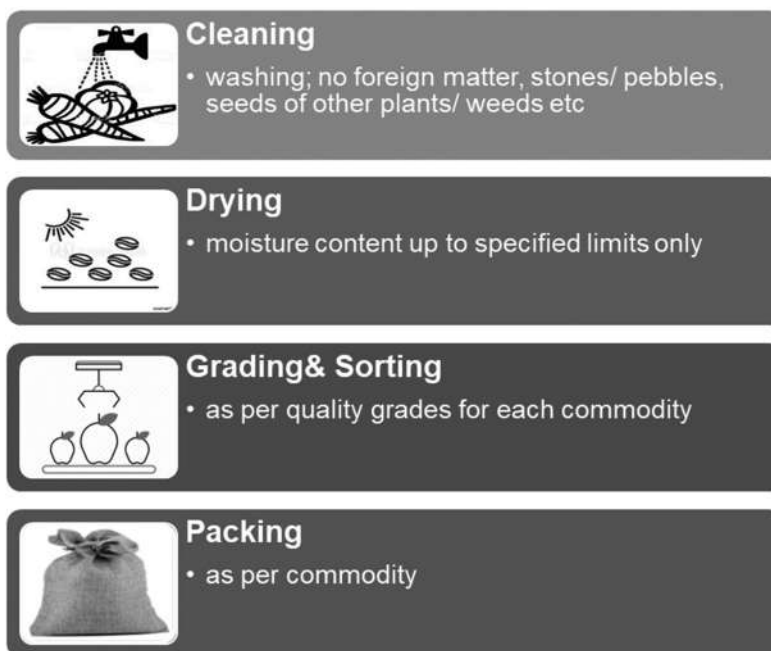 Cleaning
• washing; no foreign matter, stones/ pebbles,
seeds of other plants/ weeds etc
Drying
• moisture content up to specified limits only
Grading& Sorting
• as per quality grades for each commodity
Packing
• as per commodity